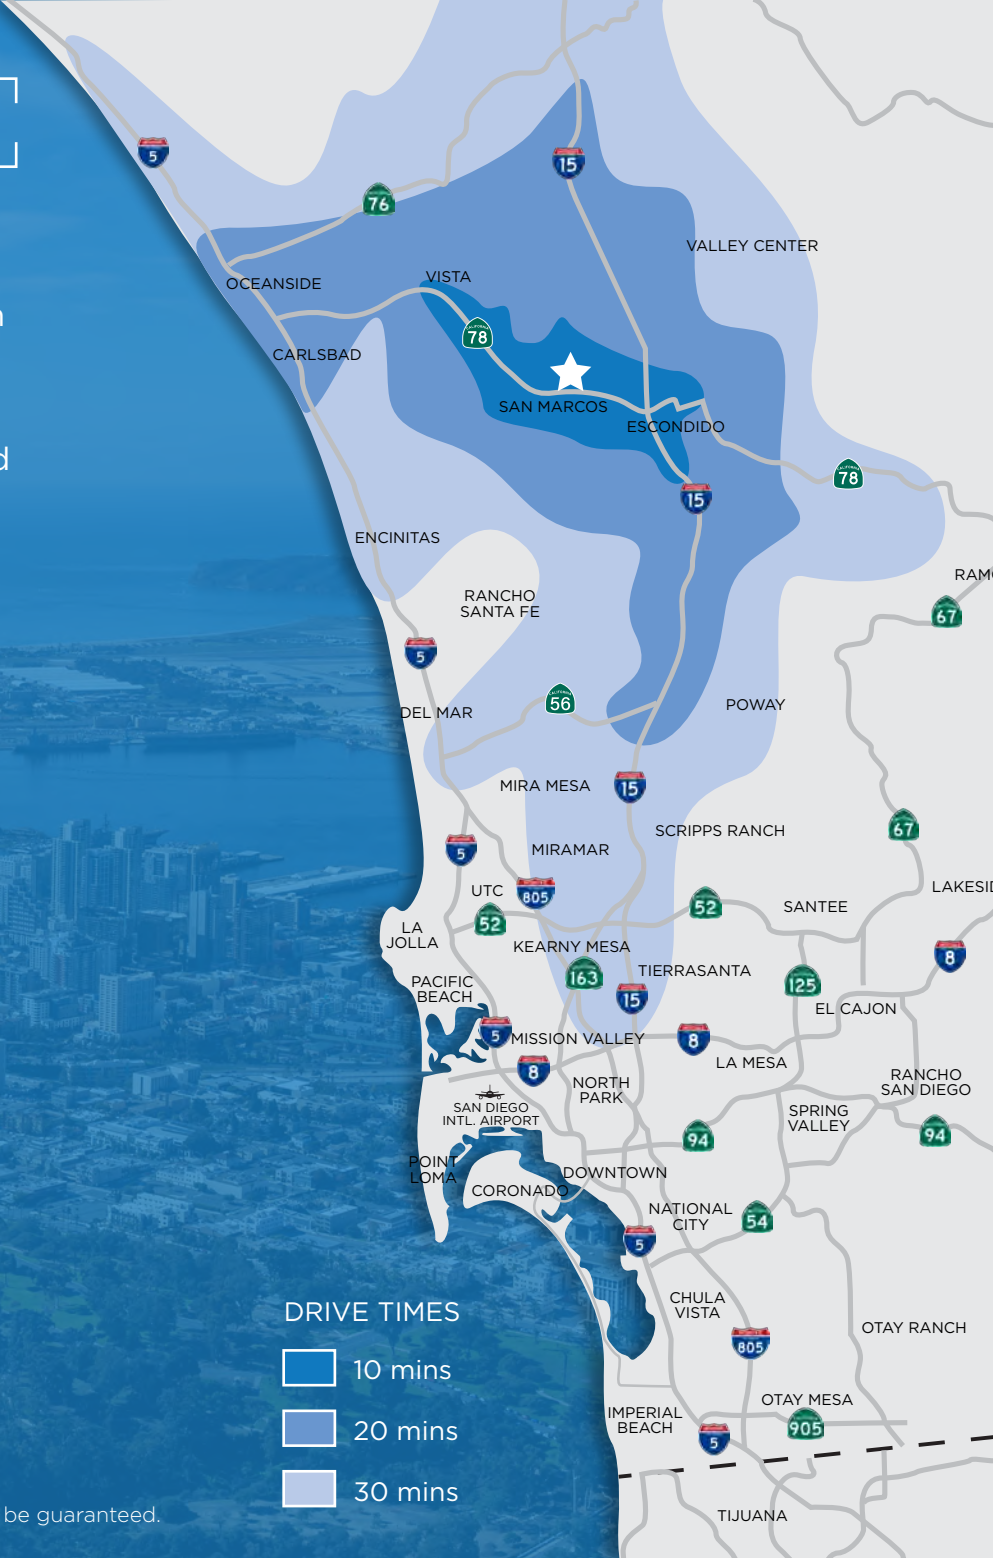 5
15
76
VALLEY CENTER
VISTA
OCEANSIDE
CALIFORNIA
78
CARLSBAD
SAN MARCOS
ESCONDIDO
d
CALIFORNIA
78
15
ENCINITAS
RANCHO
SANTA FE
67
5
CALIFORNIA
56
POWAY
DEL MAR
MIRA MESA
15
SCRIPPS RANCH
67
5
MIRAMAR
UTC
805
52
52
SANTEE
LA
JOLLA
KEARNY MESA
163
TIERRASANTA
8
125
15
PACIFIC
BEACH
EL CAJON
5
MISSION VALLEY
8
LA MESA
8
NORTH
PARK
RANCHO
SAN DIEGO
SAN DIEGO
INTL. AIRPORT
SPRING
VALLEY
94
94
POINT
LOMA
DOWNTOWN
CORONADO
NATIONAL
CITY
54
5
CHULA
VISTA
805
OTAY RANCH
DRIVE TIMES
10 mins
20 mins
30 mins
IMPERIAL
BEACH
OTAY MESA
905
5
be guaranteed.
TIJUANA